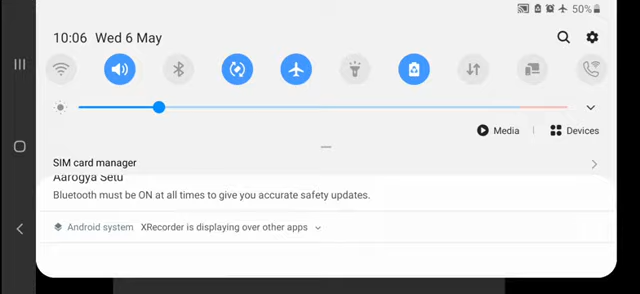 50%
10:06 Wed 6 May
Media | Devices
SIM card manager
Aarogya Setu
Bluetooth must be ON at all times to give you accurate safety updates.
Android system XRecorder is displaying over other apps